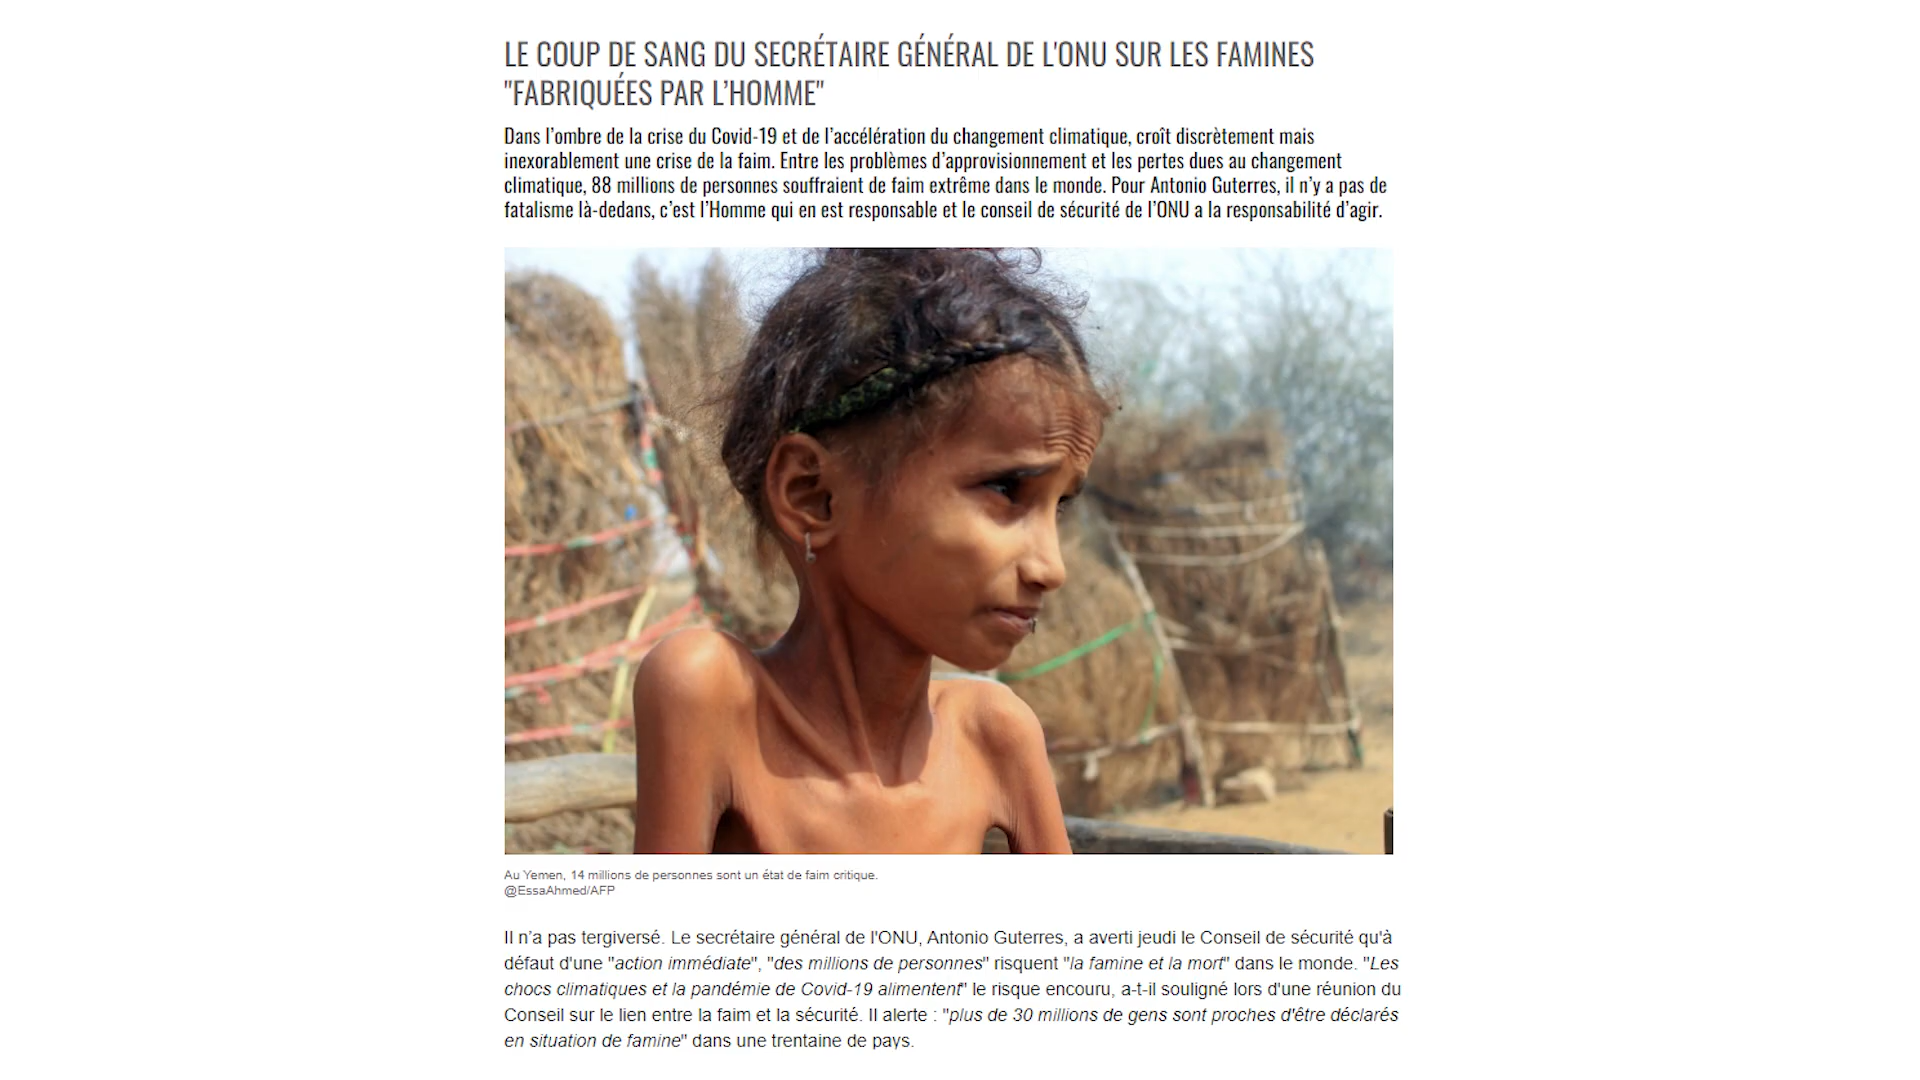 LE COUP DE SANG DU SECRÉTAIRE GÉNÉRAL DE L'ONU SUR LES FAMINES
"FABRIQUÉES PAR L’HOMME"
Dans l’ombre de la crise du Covid-19 et de l’accélération du changement climatique, croît discrètement mais
inexorablement une crise de la faim. Entre les problèmes d’approvisionnement et les pertes dues au changement
climatique, 88 millions de personnes souffraient de faim extrême dans le monde. Pour Antonio Guterres, il n’y a pas de
fatalisme là-dedans, c’est l’Homme qui en est responsable et le conseil de sécurité de l’ONU a la responsabilité d’agir.
Au Yemen, 14 millions de personnes sont un état de faim critique.
@EssaAhmed/AFP
Il n’a pas tergiversé. Le secrétaire général de l'ONU, Antonio Guterres, a averti jeudi le Conseil de sécurité qu'à
défaut d'une "action immédiate", "des millions de personnes" risquent "la famine et la mort" dans le monde. "Les
chocs climatiques et la pandémie de Covid-19 alimentent" le risque encouru, a-t-il souligné lors d'une réunion du
Conseil sur le lien entre la faim et la sécurité. Il alerte : "plus de 30 millions de gens sont proches d'être déclarés
en situation de famine" dans une trentaine de pays.